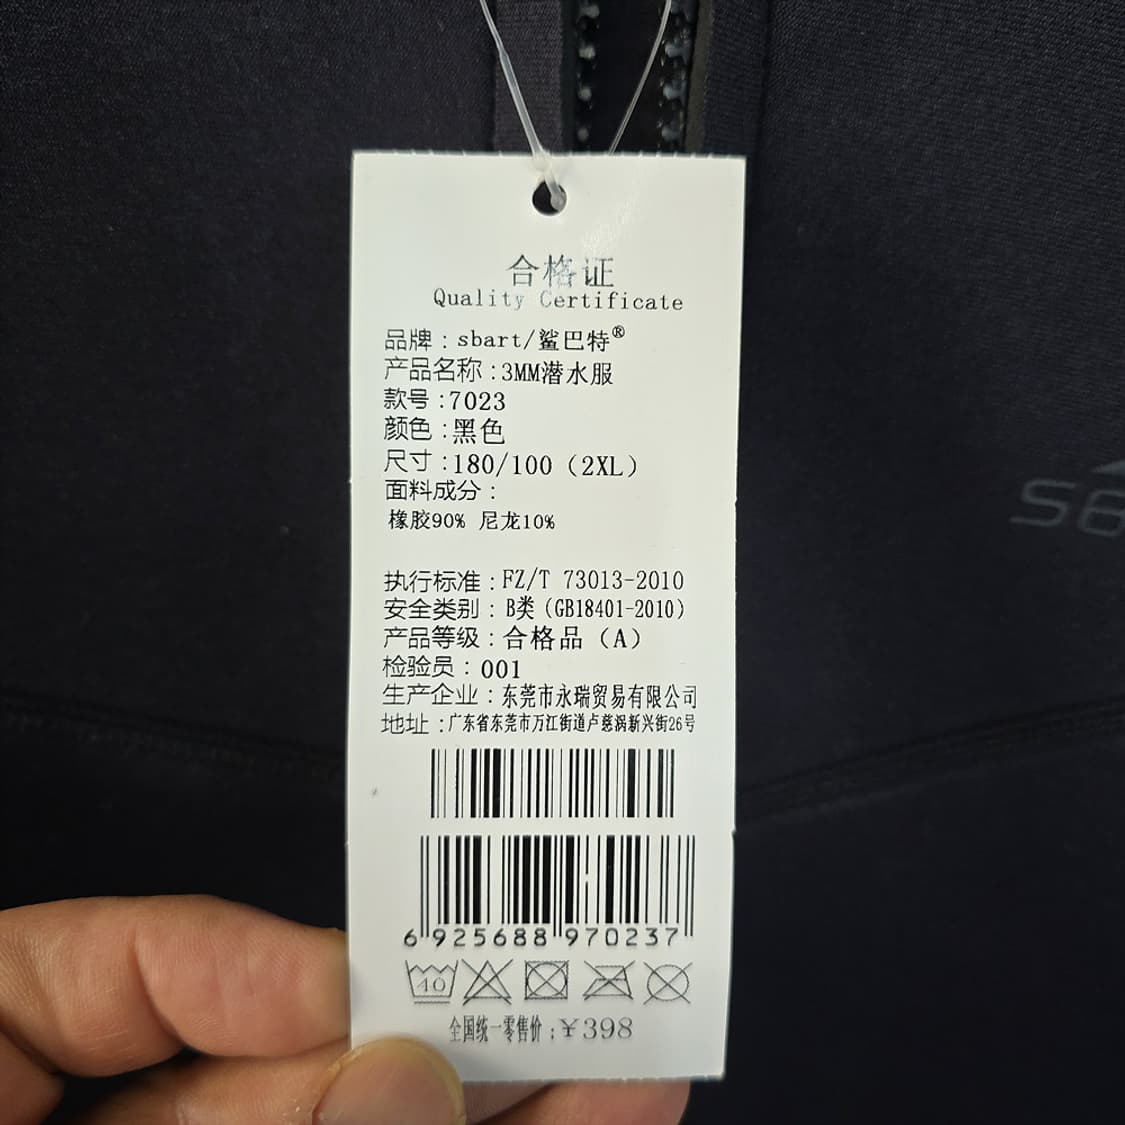 合格证
Quality Certificate
品牌：sbart/鲨巴特®
产品名称：3MM潜水服
款号：7023
颜色：黑色
尺寸：180/100（2XL）
面料成分：
橡胶90% 尼龙10%
执行标准：FZ/T 73013-2010
安全类别：B类（GB18401-2010）
产品等级：合格品（A）
检验员：001
生产企业：东莞市永瑞贸易有限公司
地址：广东省东莞市万江街道卢慈涡新兴街26号
6 925688 970237
40
全国统一零售价：￥398